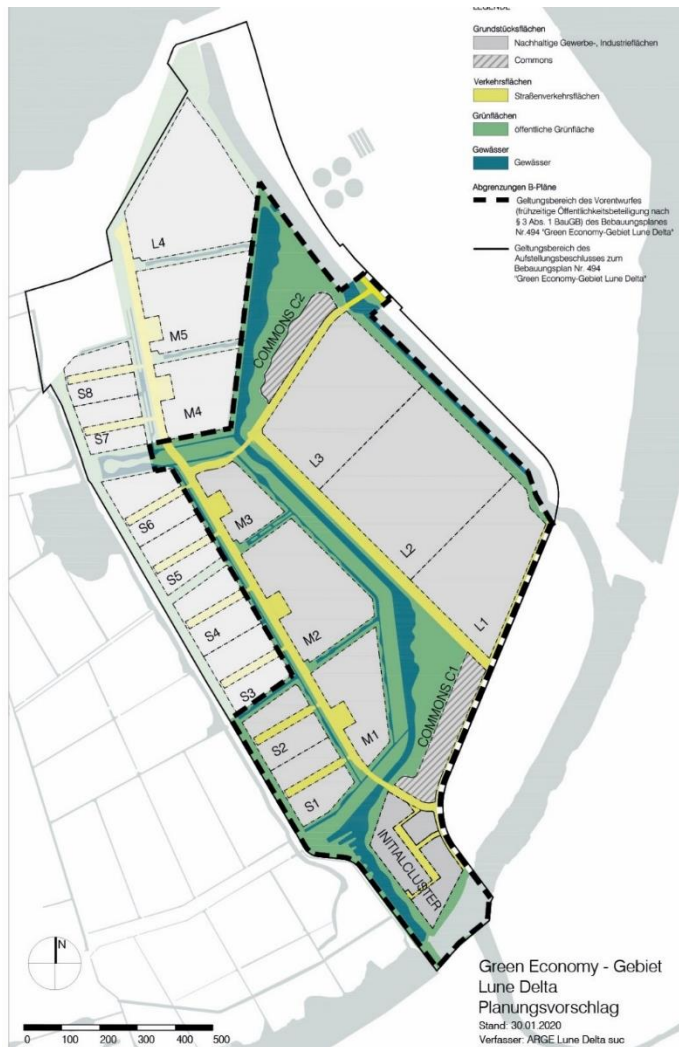 LEGENDE
Grundstücksflächen
Nachhaltige Gewerbe-, Industrieflächen
Commons
Verkehrsflächen
Straßenverkehrsflächen
Grünflächen
öffentliche Grünfläche
Gewässer
Gewässer
Abgrenzungen B-Pläne
Geltungsbereich des Vorentwurfes
(frühzeitige Öffentlichkeitsbeteiligung nach
§ 3 Abs. 1 BauGB) des Bebauungsplanes
Nr.494 "Green Economy-Gebiet Lune Delta"
Geltungsbereich des
Aufstellungsbeschlusses zum
Bebauungsplan Nr. 494
"Green Economy-Gebiet Lune Delta"
L4
M5
M4
COMMONS C2
S8
S7
L3
M3
S6
L2
S5
M2
S4
L1
S3
COMMONS C1
S2
M1
S1
INITIALCLUSTER
N
0 100 200 300 400 500
Green Economy - Gebiet
Lune Delta
Planungsvorschlag
Stand: 30.01.2020
Verfasser: ARGE Lune Delta suc